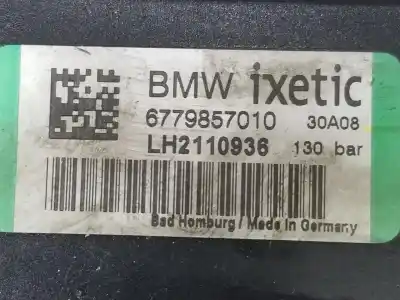 BMW ixetic
6779857010 30A08
LH2110936 130 bar
Bad Homburg / Made in Germany